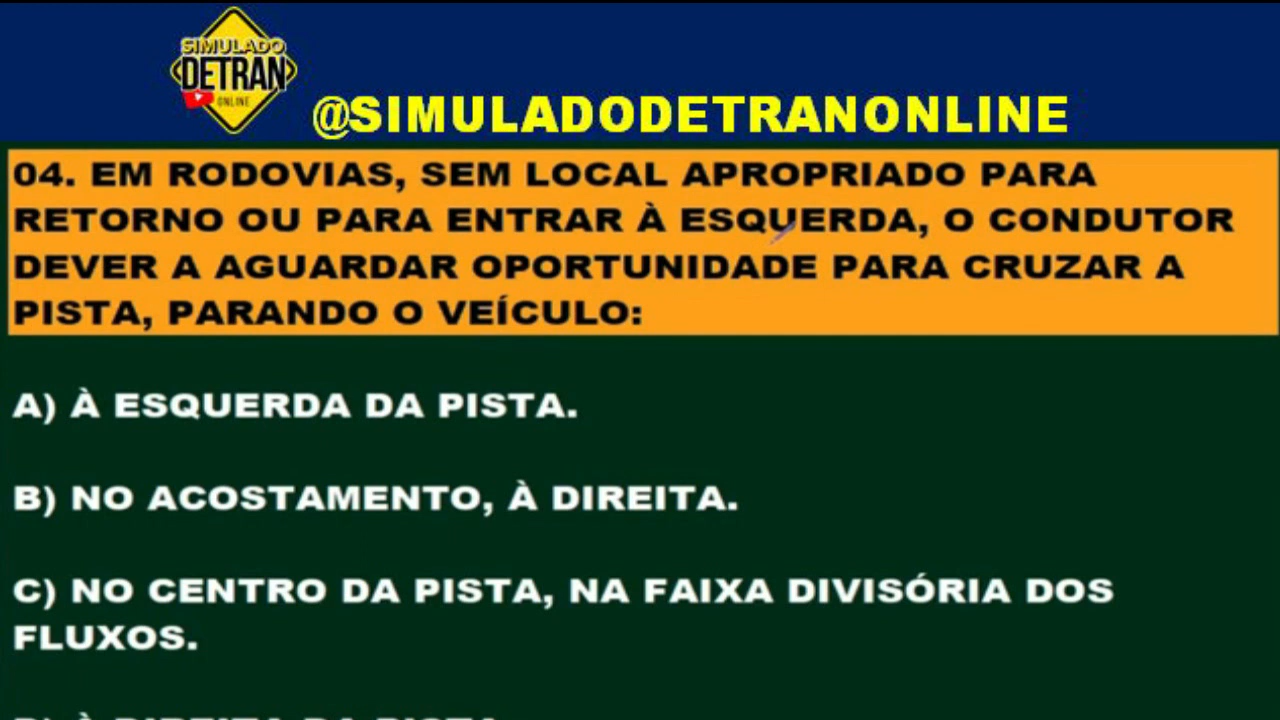 SIMULADO
DETRAN
ONLINE
@SIMULADODETRANONLINE
04. EM RODOVIAS, SEM LOCAL APROPRIADO PARA
RETORNO OU PARA ENTRAR À ESQUERDA, O CONDUTOR
DEVER A AGUARDAR OPORTUNIDADE PARA CRUZAR A
PISTA, PARANDO O VEÍCULO:
A) À ESQUERDA DA PISTA.
B) NO ACOSTAMENTO, À DIREITA.
C) NO CENTRO DA PISTA, NA FAIXA DIVISÓRIA DOS
FLUXOS.